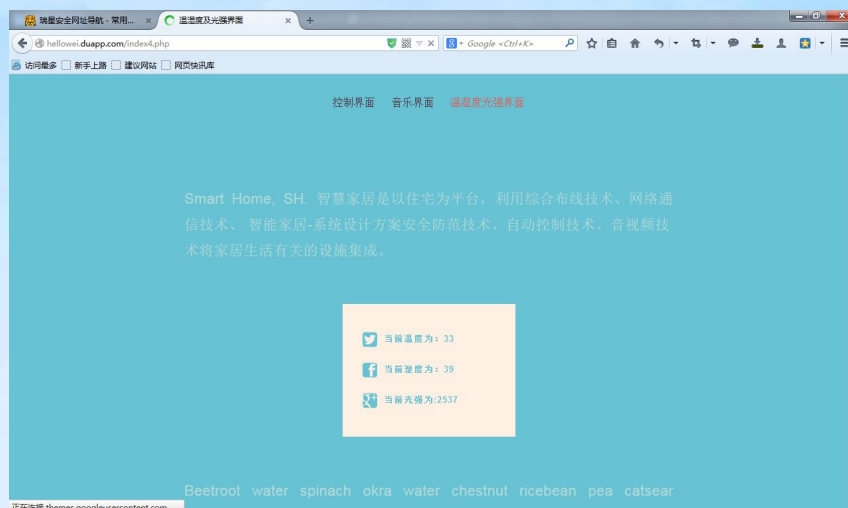 瑞星安全网址导航 - 常用...
温湿度及光强界面
hellowei.duapp.com/index4.php
Google <Ctrl+K>
访问最多 新手上路 建议网站 网页快讯库
控制界面 音乐界面 温湿度光强界面
Smart Home, SH. 智慧家居是以住宅为平台，利用综合布线技术、网络通
信技术、 智能家居-系统设计方案安全防范技术、自动控制技术、音视频技
术将家居生活有关的设施集成。
当前温度为: 33
当前湿度为: 39
当前光强为:2537
Beetroot water spinach okra water chestnut ricebean pea catsear
正在连接 themes.googleusercontent.com...